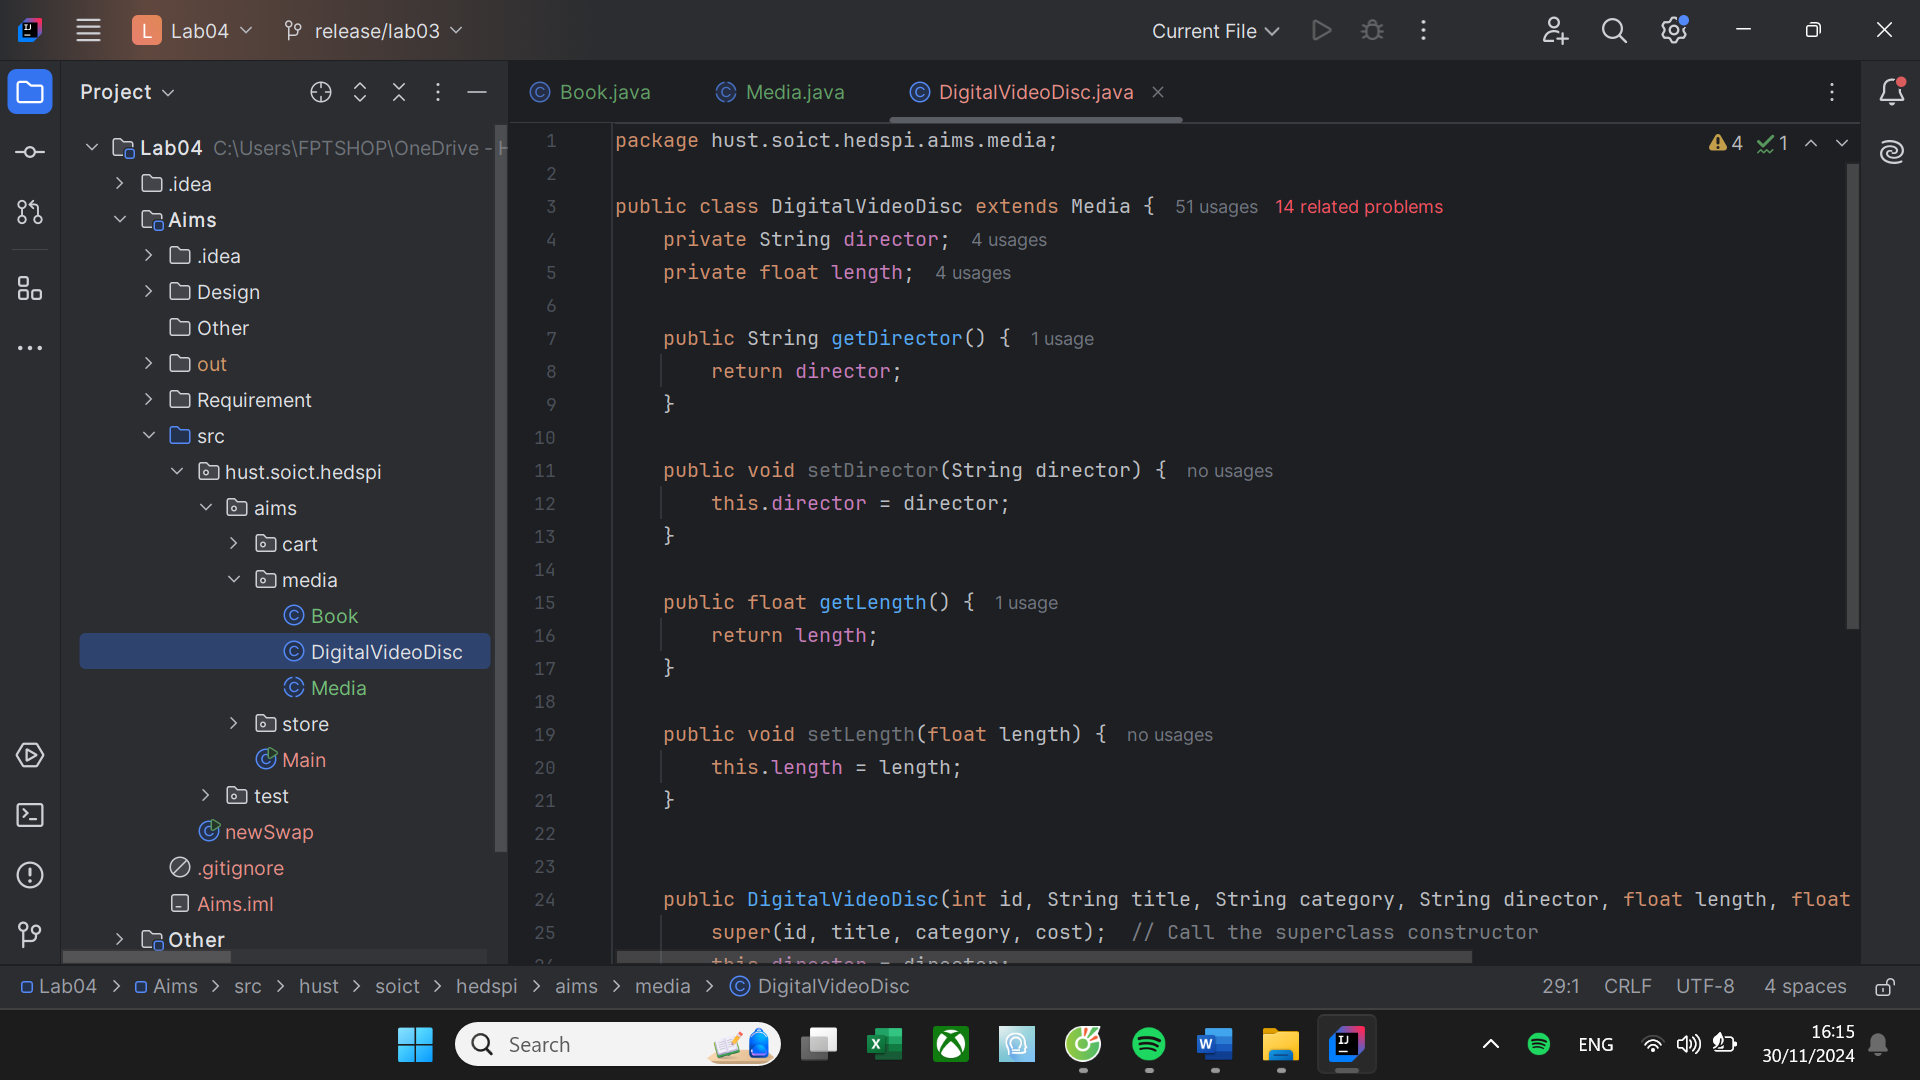 L Lab04 release/lab03 Current File
Project
Book.java Media.java DigitalVideoDisc.java
Lab04 C:\Users\FPTSHOP\OneDrive - H
.idea
Aims
.idea
Design
Other
out
Requirement
src
hust.soict.hedspi
aims
cart
media
Book
DigitalVideoDisc
Media
store
Main
test
newSwap
.gitignore
Aims.iml
Other
4 1
1 package hust.soict.hedspi.aims.media;
2
3 public class DigitalVideoDisc extends Media { 51 usages 14 related problems
4 private String director; 4 usages
5 private float length; 4 usages
6
7 public String getDirector() { 1 usage
8 return director;
9 }
10
11 public void setDirector(String director) { no usages
12 this.director = director;
13 }
14
15 public float getLength() { 1 usage
16 return length;
17 }
18
19 public void setLength(float length) { no usages
20 this.length = length;
21 }
22
23
24 public DigitalVideoDisc(int id, String title, String category, String director, float length, float
25 super(id, title, category, cost); // Call the superclass constructor
26 this.director = director;
Lab04 > Aims > src > hust > soict > hedspi > aims > media > DigitalVideoDisc 29:1 CRLF UTF-8 4 spaces
Search
ENG
16:15
30/11/2024